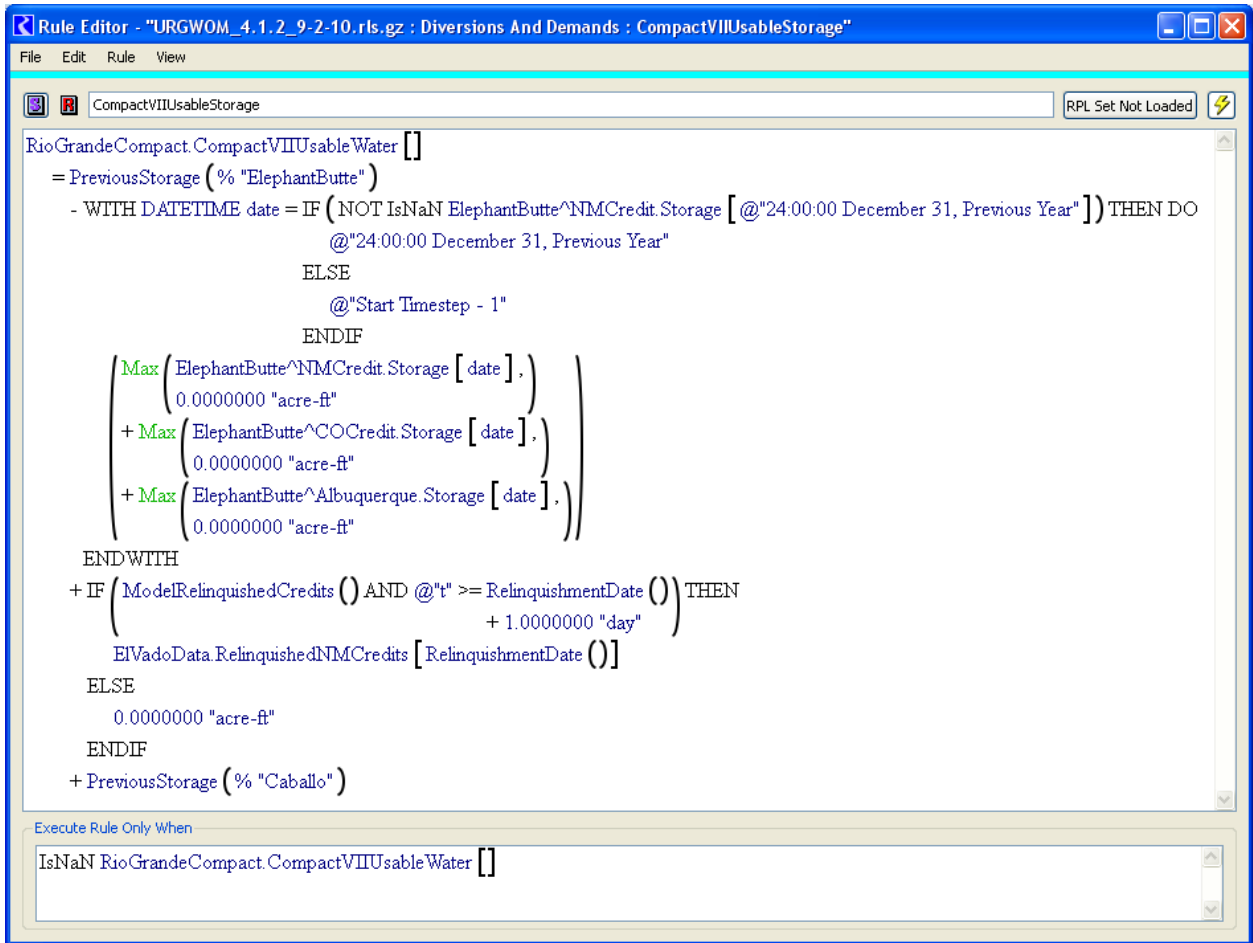 Rule Editor - "URGWOM_4.1.2_9-2-10.rls.gz : Diversions And Demands : CompactVIIUsableStorage"
File Edit Rule View
S R CompactVIIUsableStorage RPL Set Not Loaded
RioGrandeCompact.CompactVIIUsableWater []
= PreviousStorage ( % "ElephantButte" )
- WITH DATETIME date = IF ( NOT IsNaN ElephantButte^NMCredit.Storage [ @"24:00:00 December 31, Previous Year" ] ) THEN DO
@"24:00:00 December 31, Previous Year"
ELSE
@"Start Timestep - 1"
ENDIF
( Max ( ElephantButte^NMCredit.Storage [ date ] ,
0.0000000 "acre-ft" )
+ Max ( ElephantButte^COCredit.Storage [ date ] ,
0.0000000 "acre-ft" )
+ Max ( ElephantButte^Albuquerque.Storage [ date ] ,
0.0000000 "acre-ft" ) )
ENDWITH
+ IF ( ModelRelinquishedCredits () AND @"t" >= RelinquishmentDate ()
+ 1.0000000 "day" ) THEN
ElVadoData.RelinquishedNMCredits [ RelinquishmentDate () ]
ELSE
0.0000000 "acre-ft"
ENDIF
+ PreviousStorage ( % "Caballo" )
Execute Rule Only When
IsNaN RioGrandeCompact.CompactVIIUsableWater []